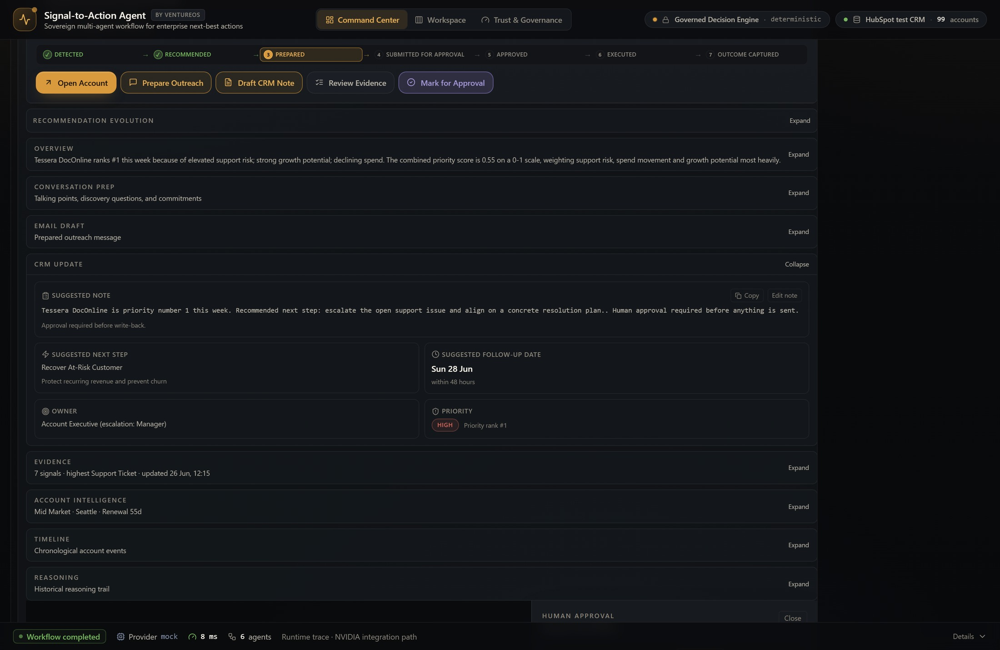 Signal-to-Action Agent BY VENTUREOS
Sovereign multi-agent workflow for enterprise next-best actions
Command Center Workspace Trust & Governance
Governed Decision Engine · deterministic
HubSpot test CRM · 99 accounts
✓ DETECTED → ✓ RECOMMENDED → 3 PREPARED → 4 SUBMITTED FOR APPROVAL → 5 APPROVED → 6 EXECUTED → 7 OUTCOME CAPTURED
Open Account Prepare Outreach Draft CRM Note Review Evidence Mark for Approval
RECOMMENDATION EVOLUTION Expand
OVERVIEW
Tessera DocOnline ranks #1 this week because of elevated support risk; strong growth potential; declining spend. The combined priority score is 0.55 on a 0-1 scale, weighting support risk, spend movement and growth potential most heavily.
Expand
CONVERSATION PREP
Talking points, discovery questions, and commitments
Expand
EMAIL DRAFT
Prepared outreach message
Expand
CRM UPDATE Collapse
SUGGESTED NOTE Copy Edit note
Tessera DocOnline is priority number 1 this week. Recommended next step: escalate the open support issue and align on a concrete resolution plan.. Human approval required before anything is sent.
Approval required before write-back.
SUGGESTED NEXT STEP
Recover At-Risk Customer
Protect recurring revenue and prevent churn
SUGGESTED FOLLOW-UP DATE
Sun 28 Jun
within 48 hours
OWNER
Account Executive (escalation: Manager)
PRIORITY
HIGH Priority rank #1
EVIDENCE
7 signals · highest Support Ticket · updated 26 Jun, 12:15
Expand
ACCOUNT INTELLIGENCE
Mid Market · Seattle · Renewal 55d
Expand
TIMELINE
Chronological account events
Expand
REASONING
Historical reasoning trail
Expand
HUMAN APPROVAL Close
Workflow completed Provider mock 8 ms 6 agents Runtime trace · NVIDIA integration path Details